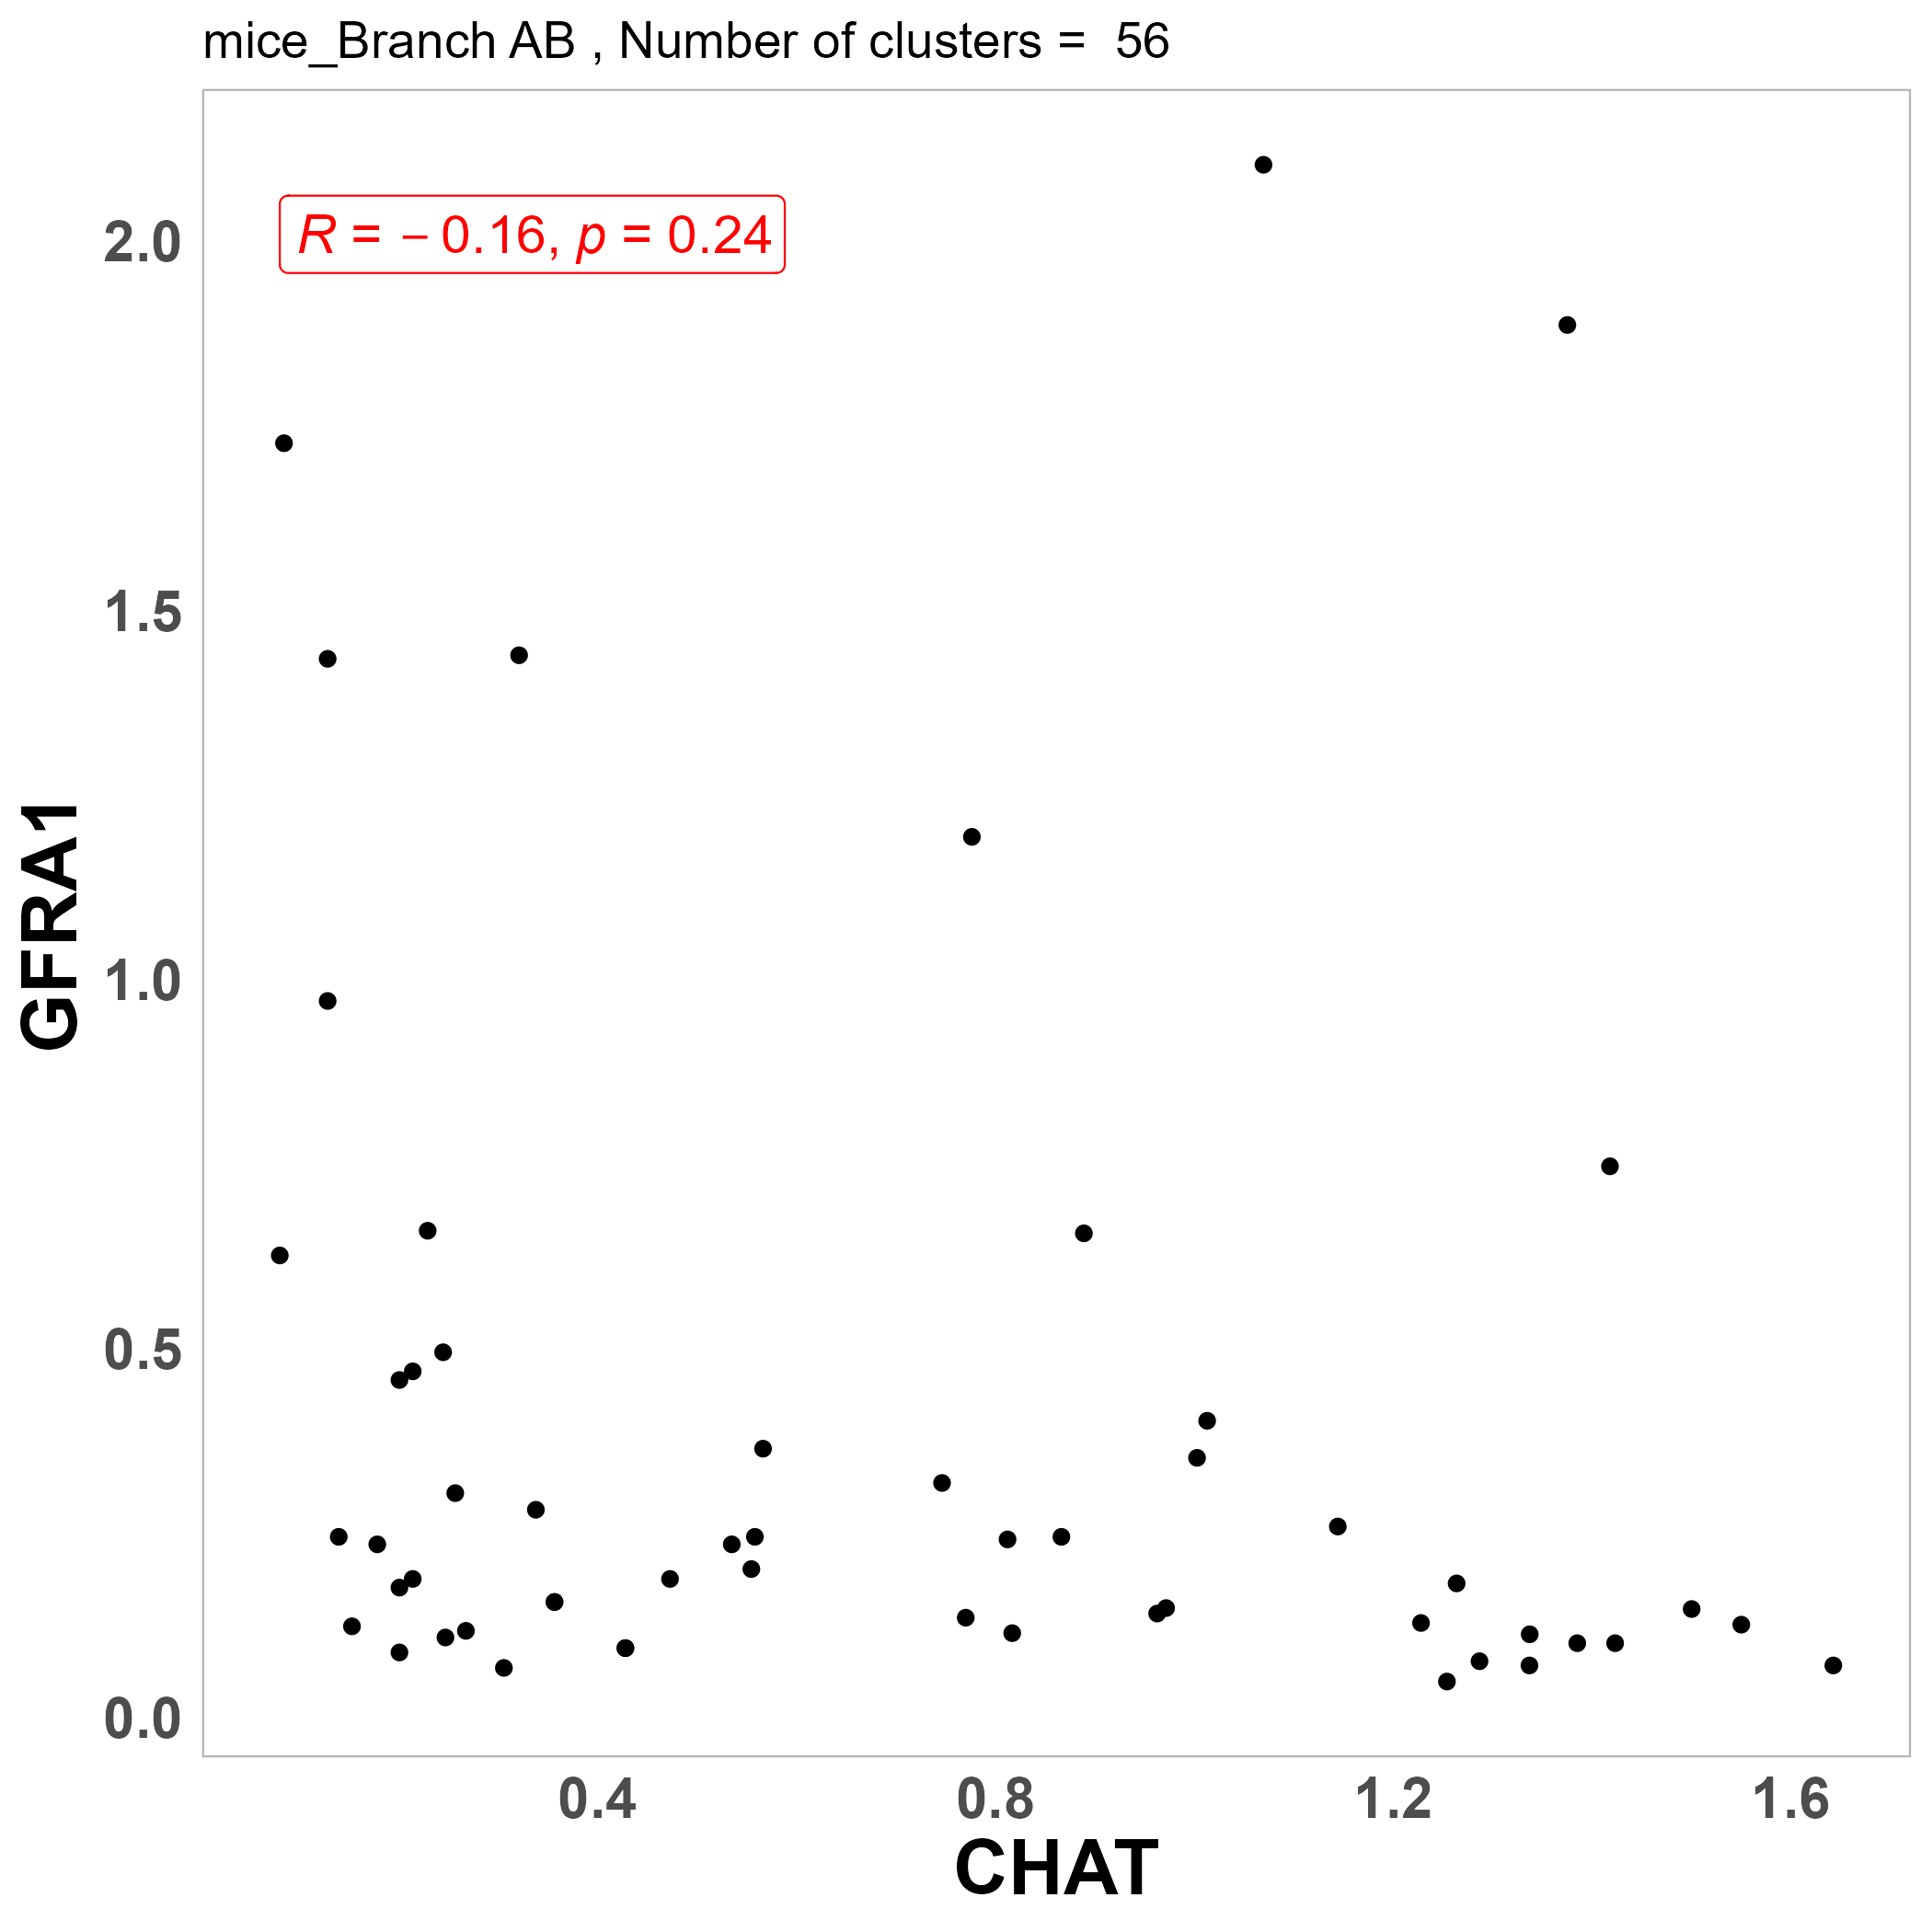 mice_Branch AB , Number of clusters =  56
R = – 0.16, p = 0.24
2.0
1.5
1.0
0.5
0.0
GFRA1
0.4 0.8 1.2 1.6
CHAT